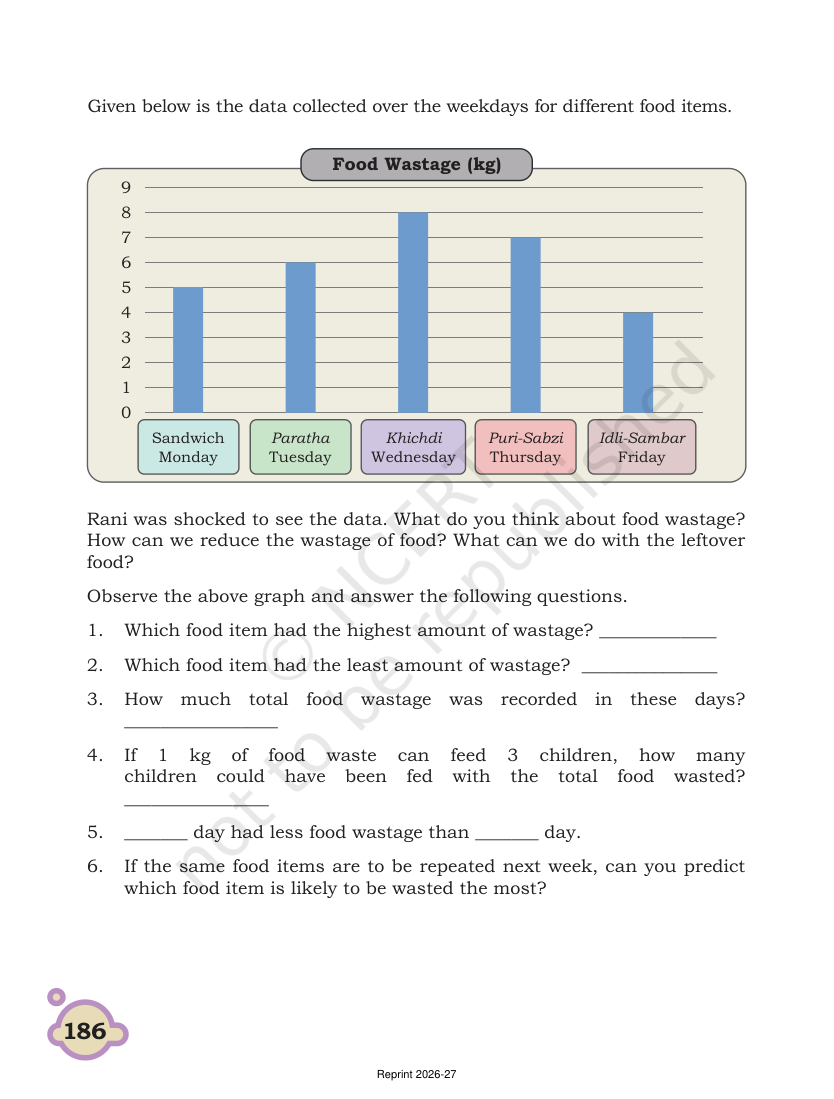 Given below is the data collected over the weekdays for different food items.
Food Wastage (kg)
9
8
7
6
5
4
3
2
1
0
Sandwich
Monday
Paratha
Tuesday
Khichdi
Wednesday
Puri-Sabzi
Thursday
Idli-Sambar
Friday
Rani was shocked to see the data. What do you think about food wastage?
How can we reduce the wastage of food? What can we do with the leftover
food?
Observe the above graph and answer the following questions.
1. Which food item had the highest amount of wastage? _____________
2. Which food item had the least amount of wastage? _______________
3. How much total food wastage was recorded in these days?
_________________
4. If 1 kg of food waste can feed 3 children, how many
children could have been fed with the total food wasted?
________________
5. _______ day had less food wastage than _______ day.
6. If the same food items are to be repeated next week, can you predict
which food item is likely to be wasted the most?
© NCERT
not to be republished
186
Reprint 2026-27